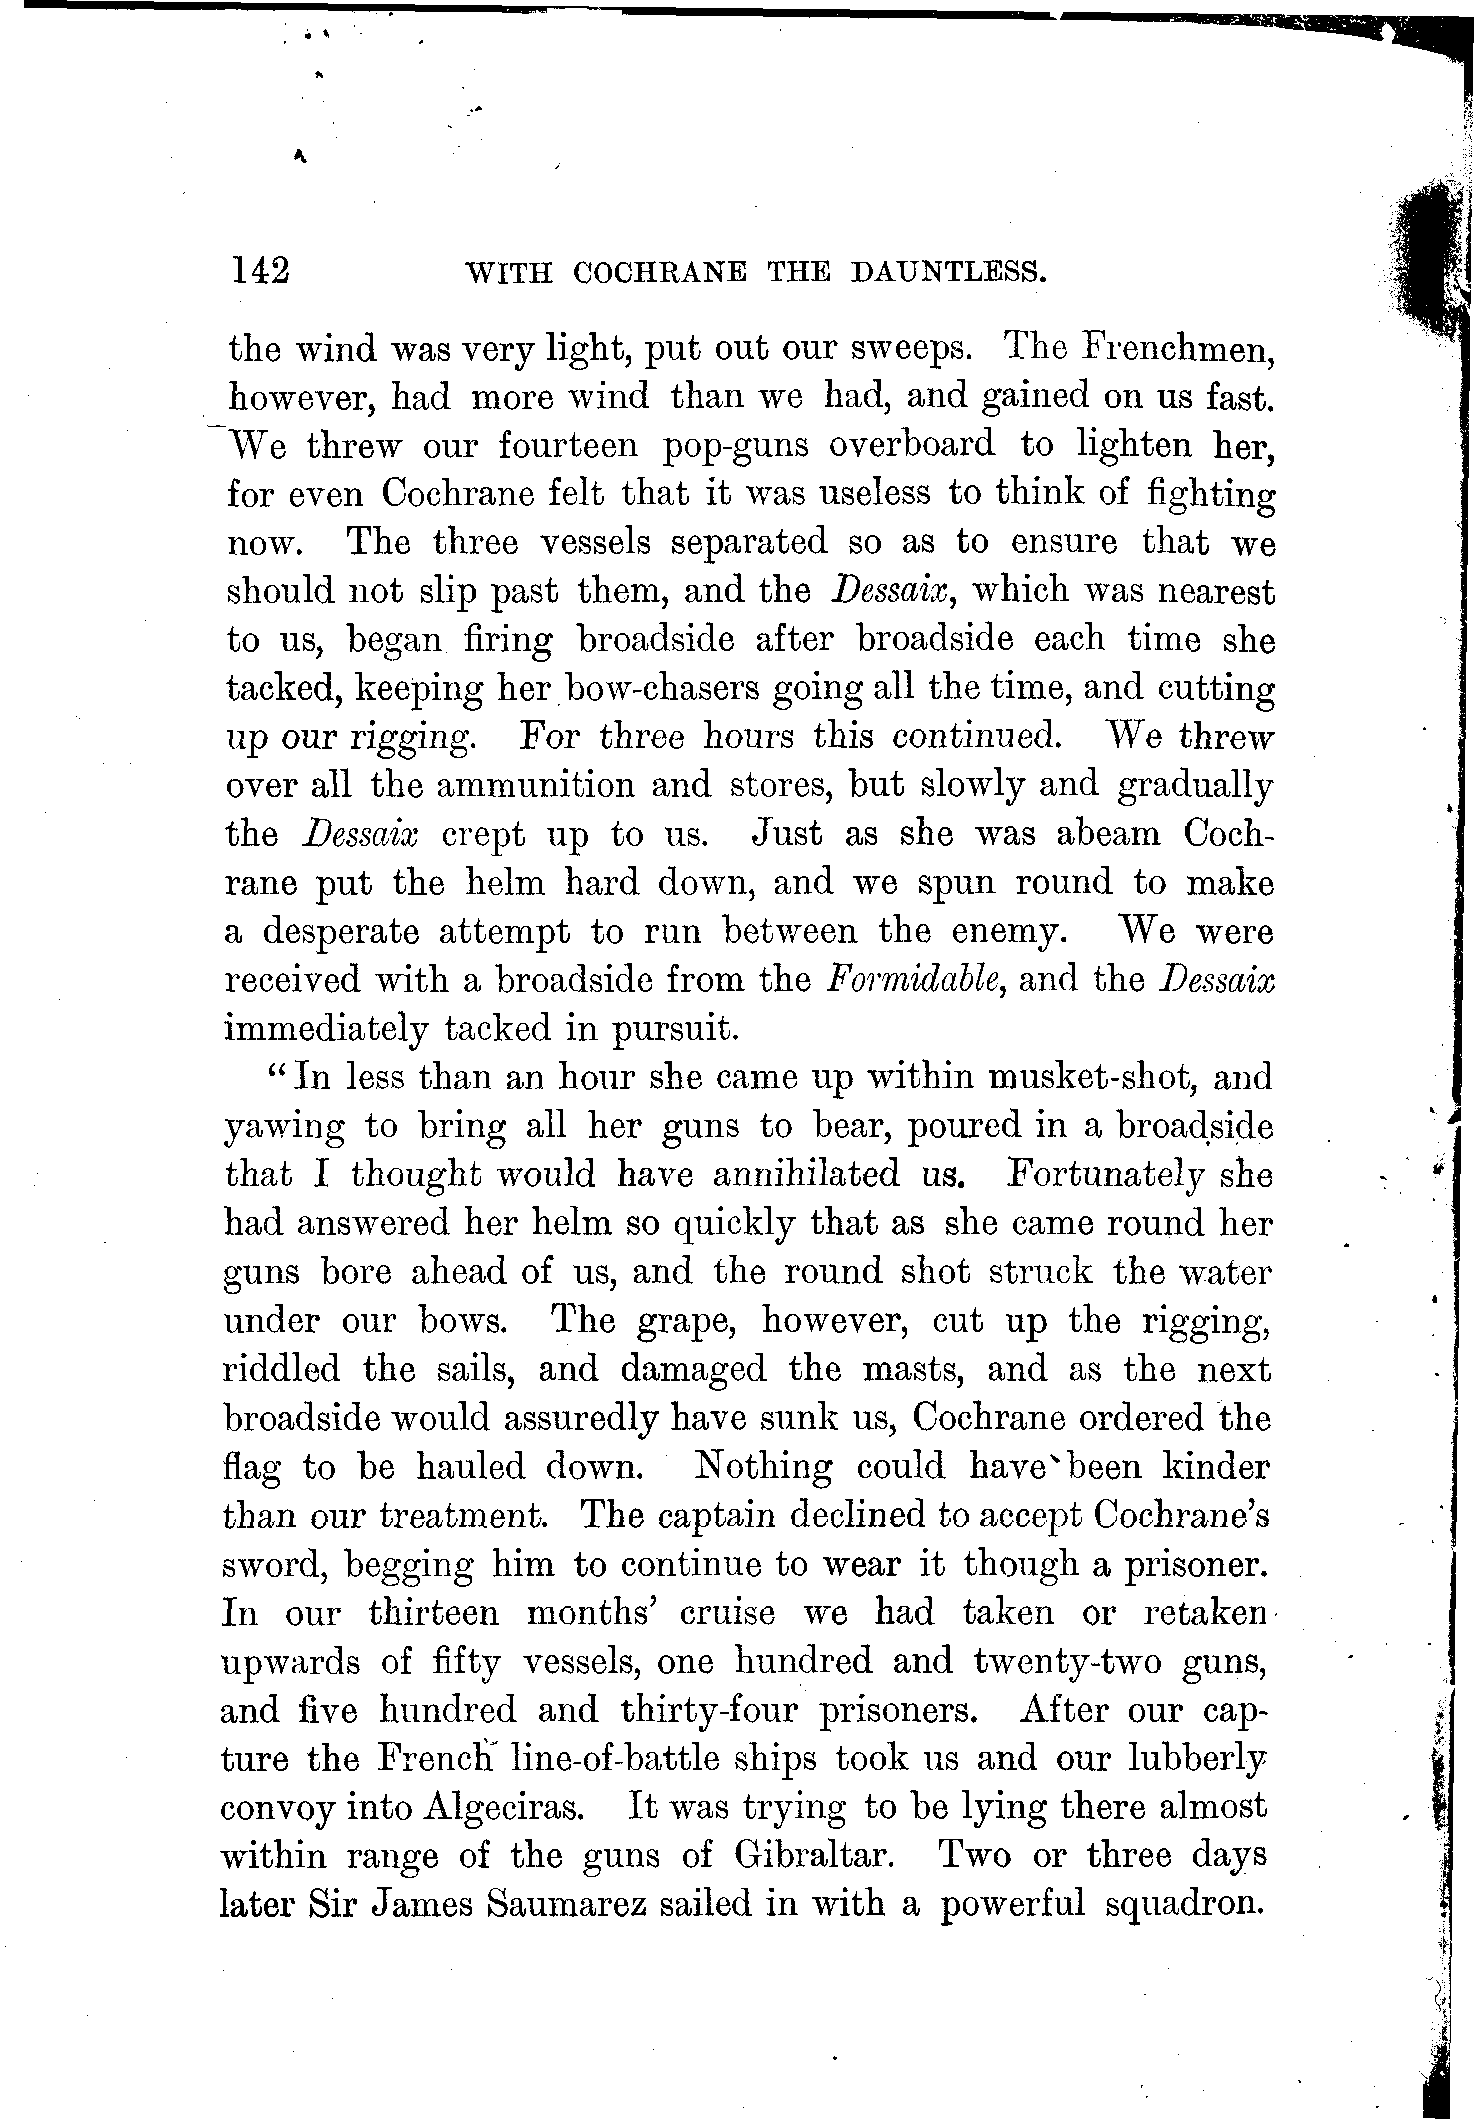 142 WITH COCHRANE THE DAUNTLESS.
the wind was very light, put out our sweeps. The Frenchmen,
however, had more wind than we had, and gained on us fast.
We threw our fourteen pop-guns overboard to lighten her,
for even Cochrane felt that it was useless to think of fighting
now. The three vessels separated so as to ensure that we
should not slip past them, and the Dessaix, which was nearest
to us, began firing broadside after broadside each time she
tacked, keeping her bow-chasers going all the time, and cutting
up our rigging. For three hours this continued. We threw
over all the ammunition and stores, but slowly and gradually
the Dessaix crept up to us. Just as she was abeam Coch-
rane put the helm hard down, and we spun round to make
a desperate attempt to run between the enemy. We were
received with a broadside from the Formidable, and the Dessaix
immediately tacked in pursuit.
“In less than an hour she came up within musket-shot, and
yawing to bring all her guns to bear, poured in a broadside
that I thought would have annihilated us. Fortunately she
had answered her helm so quickly that as she came round her
guns bore ahead of us, and the round shot struck the water
under our bows. The grape, however, cut up the rigging,
riddled the sails, and damaged the masts, and as the next
broadside would assuredly have sunk us, Cochrane ordered the
flag to be hauled down. Nothing could have been kinder
than our treatment. The captain declined to accept Cochrane’s
sword, begging him to continue to wear it though a prisoner.
In our thirteen months’ cruise we had taken or retaken
upwards of fifty vessels, one hundred and twenty-two guns,
and five hundred and thirty-four prisoners. After our cap-
ture the French line-of-battle ships took us and our lubberly
convoy into Algeciras. It was trying to be lying there almost
within range of the guns of Gibraltar. Two or three days
later Sir James Saumarez sailed in with a powerful squadron.